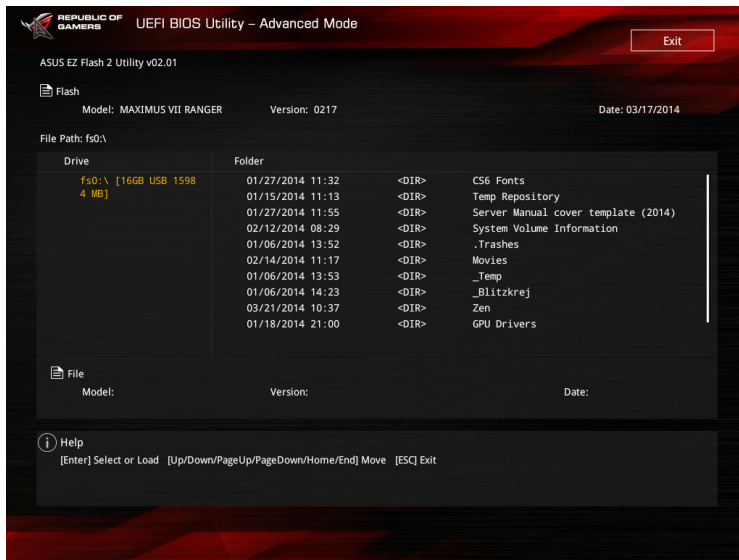 REPUBLIC OF
GAMERS
UEFI BIOS Utility – Advanced Mode
Exit
ASUS EZ Flash 2 Utility v02.01
Flash
Model: MAXIMUS VII RANGER Version: 0217 Date: 03/17/2014
File Path: fs0:\
Drive Folder
fs0:\ [16GB USB 1598
4 MB]
01/27/2014 11:32 <DIR> CS6 Fonts
01/15/2014 11:13 <DIR> Temp Repository
01/27/2014 11:55 <DIR> Server Manual cover template (2014)
02/12/2014 08:29 <DIR> System Volume Information
01/06/2014 13:52 <DIR> .Trashes
02/14/2014 11:17 <DIR> Movies
01/06/2014 13:53 <DIR> _Temp
01/06/2014 14:23 <DIR> _Blitzkrej
03/21/2014 10:37 <DIR> Zen
01/18/2014 21:00 <DIR> GPU Drivers
File
Model: Version: Date:
Help
[Enter] Select or Load [Up/Down/PageUp/PageDown/Home/End] Move [ESC] Exit